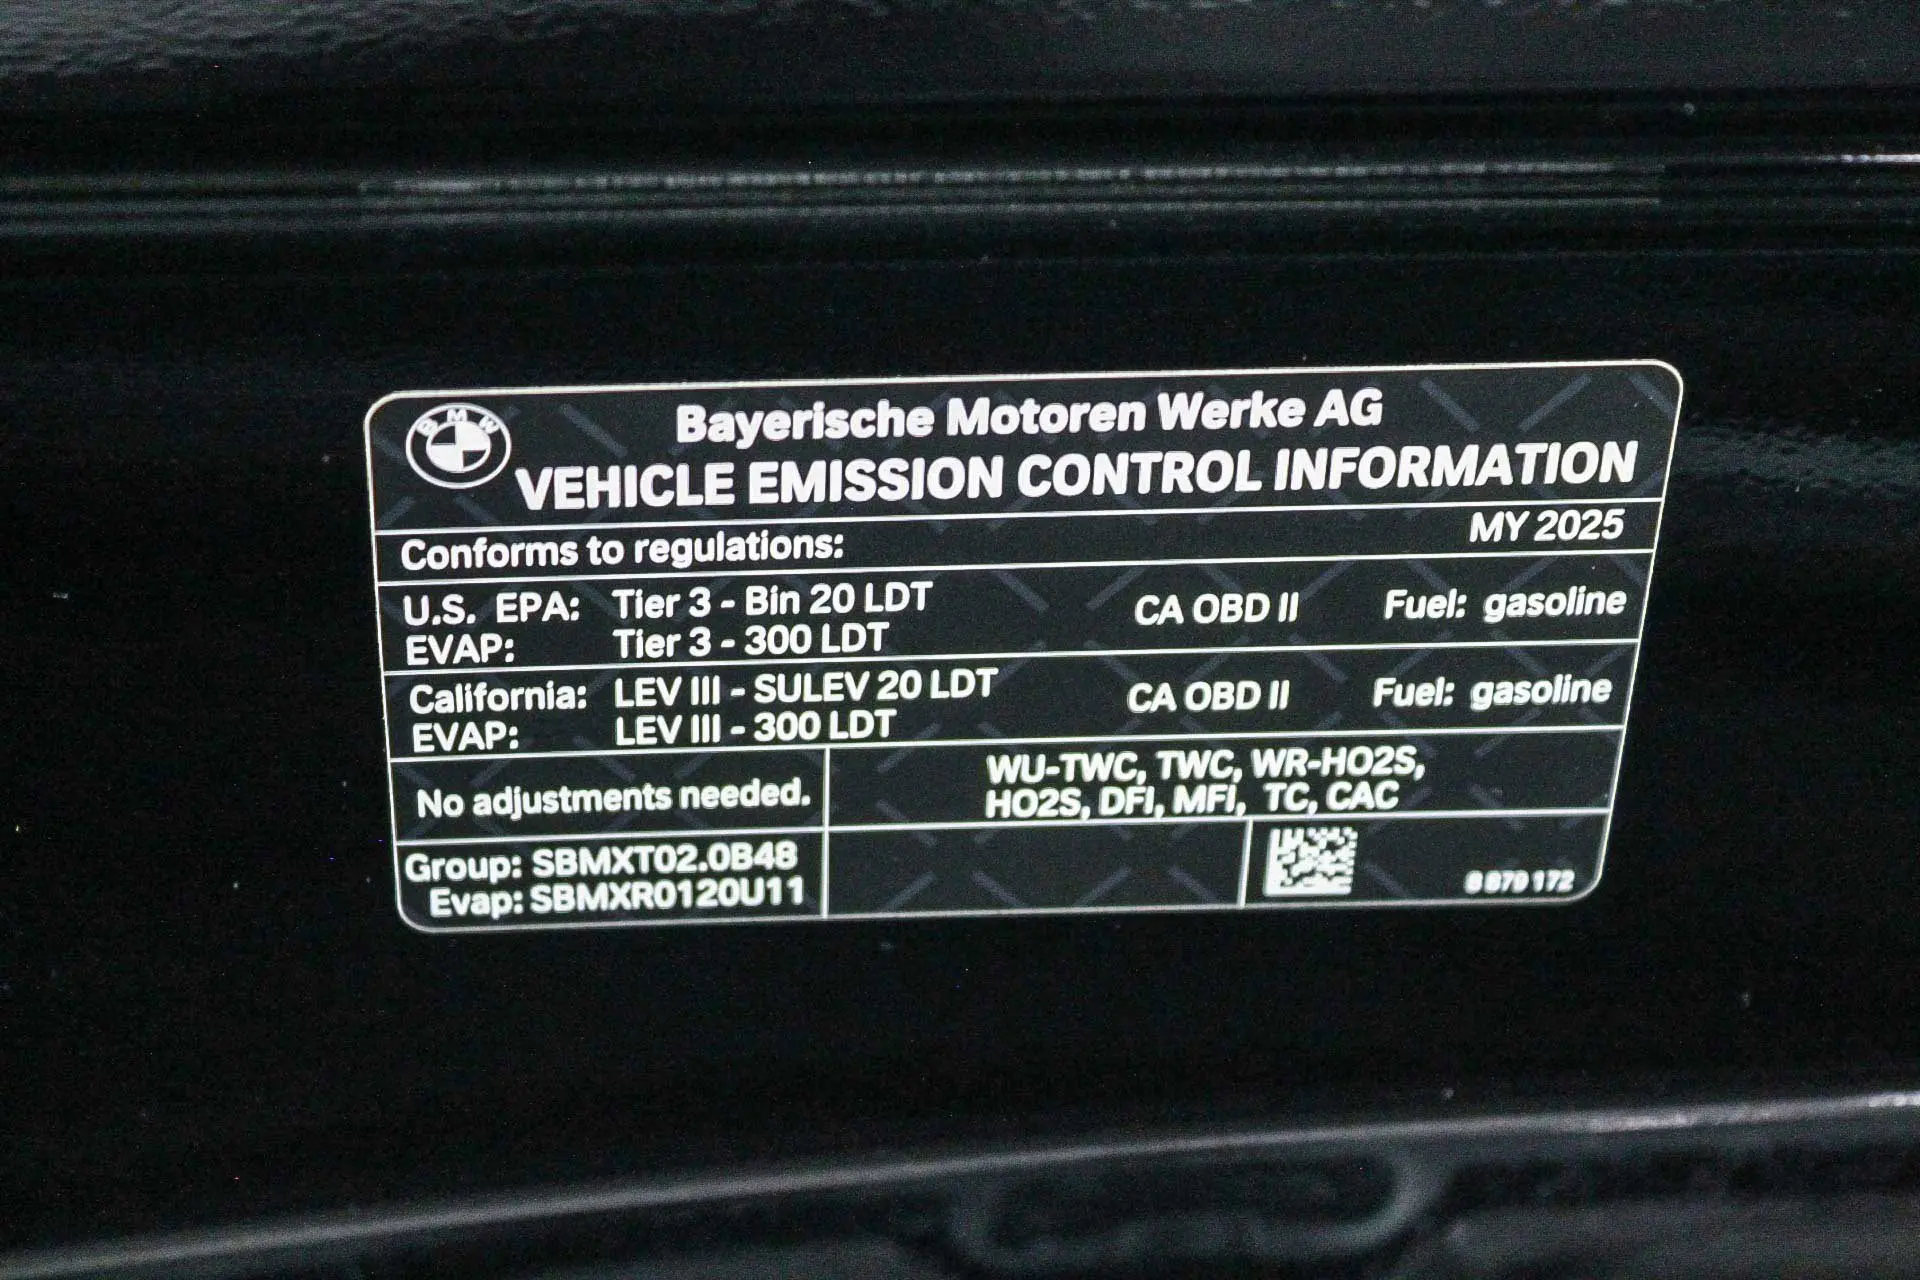 BMW
Bayerische Motoren Werke AG
VEHICLE EMISSION CONTROL INFORMATION
Conforms to regulations: MY 2025
U.S. EPA: Tier 3 - Bin 20 LDT CA OBD II Fuel: gasoline
EVAP: Tier 3 - 300 LDT
California: LEV III - SULEV 20 LDT CA OBD II Fuel: gasoline
EVAP: LEV III - 300 LDT
No adjustments needed.
WU-TWC, TWC, WR-HO2S,
HO2S, DFI, MFI, TC, CAC
Group: SBMXT02.0B48
Evap: SBMXR0120U11